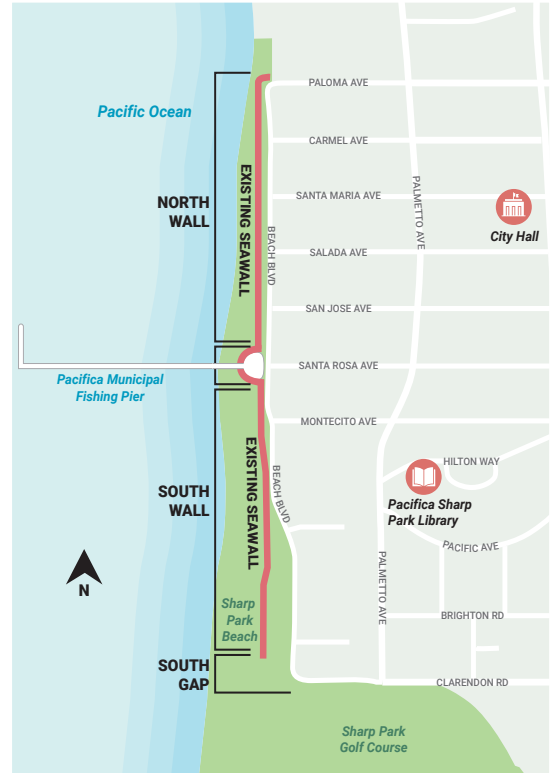 PALOMA AVE
Pacific Ocean
CARMEL AVE
EXISTING SEAWALL
PALMETTO AVE
SANTA MARIA AVE
NORTH
WALL
City Hall
BEACH BLVD
SALADA AVE
SAN JOSE AVE
SANTA ROSA AVE
Pacifica Municipal
Fishing Pier
MONTECITO AVE
EXISTING SEAWALL
HILTON WAY
BEACH BLVD
SOUTH
WALL
Pacifica Sharp
Park Library
PACIFIC AVE
PALMETTO AVE
N
Sharp
Park
Beach
BRIGHTON RD
SOUTH
GAP
CLARENDON RD
Sharp Park
Golf Course